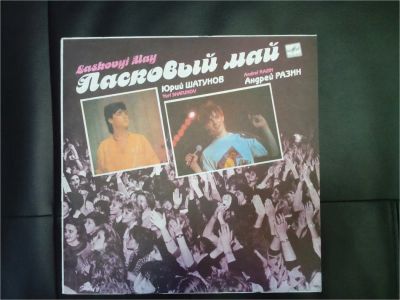 Laskovyi May
Ласковый май
Юрий ШАТУНОВ
Yuri SHATUNOV
Andrei RAZIN
Андрей РАЗИН